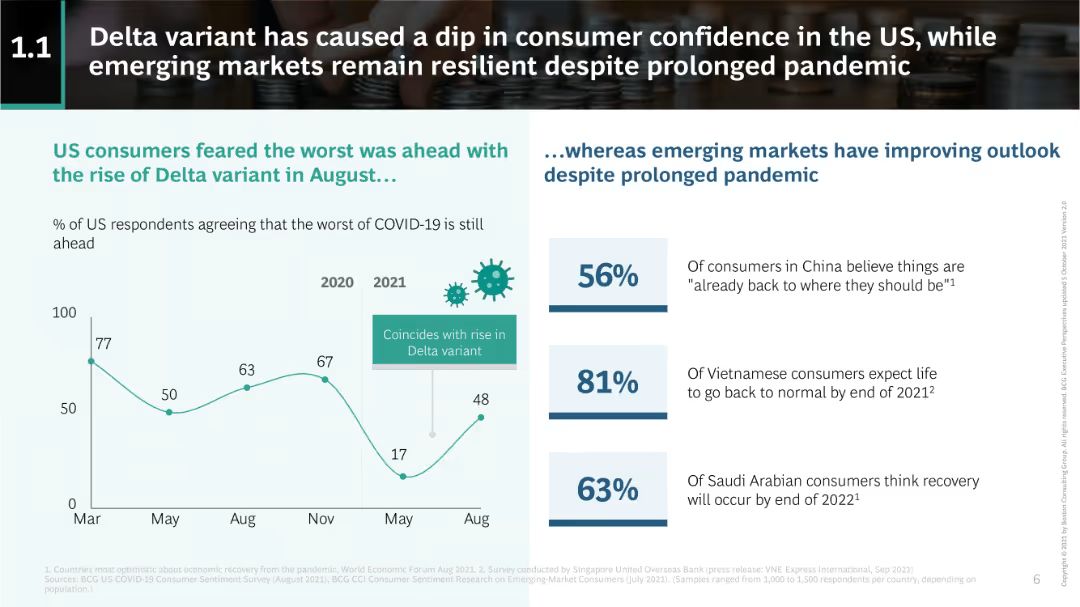 1.1
Delta variant has caused a dip in consumer confidence in the US, while
emerging markets remain resilient despite prolonged pandemic
US consumers feared the worst was ahead with
the rise of Delta variant in August...
% of US respondents agreeing that the worst of COVID-19 is still
ahead
2020 2021
Coincides with rise in
Delta variant
100
50
0
77
50
63
67
17
48
Mar May Aug Nov May Aug
...whereas emerging markets have improving outlook
despite prolonged pandemic
56%
Of consumers in China believe things are
"already back to where they should be"1
81%
Of Vietnamese consumers expect life
to go back to normal by end of 20212
63%
Of Saudi Arabian consumers think recovery
will occur by end of 20221
1. Countries most optimistic about economic recovery from the pandemic, World Economic Forum Aug 2021. 2. Survey conducted by Singapore United Overseas Bank (press release: VNE Express International, Sep 2021)
Sources: BCG US COVID-19 Consumer Sentiment Survey (August 2021). BCG CCI Consumer Sentiment Research on Emerging-Market Consumers (July 2021). (Samples ranged from 1,000 to 1,500 respondents per country, depending on
population.)
6
Copyright © 2021 by Boston Consulting Group. All rights reserved. BCG Executive Perspectives updated 5 October 2021 Version 2.0